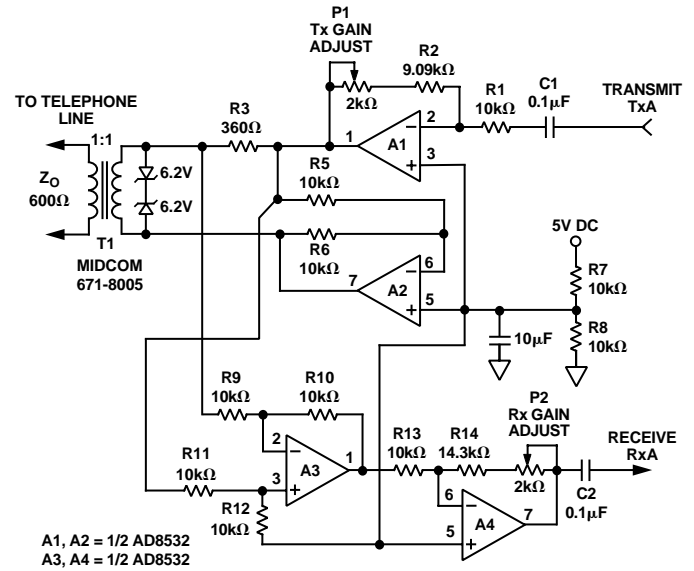 P1
Tx GAIN
ADJUST
2kΩ
R2
9.09kΩ
R1
10kΩ
C1
0.1µF
TRANSMIT
TxA
TO TELEPHONE
LINE
1:1
ZO
600Ω
T1
MIDCOM
671-8005
6.2V
6.2V
R3
360Ω
1
A1
2
3
R5
10kΩ
R6
10kΩ
7
A2
6
5
5V DC
R7
10kΩ
R8
10kΩ
10µF
R9
10kΩ
R10
10kΩ
R11
10kΩ
R12
10kΩ
2
3
A3
1
R13
10kΩ
R14
14.3kΩ
P2
Rx GAIN
ADJUST
2kΩ
6
5
A4
7
C2
0.1µF
RECEIVE
RxA
A1, A2 = 1/2 AD8532
A3, A4 = 1/2 AD8532